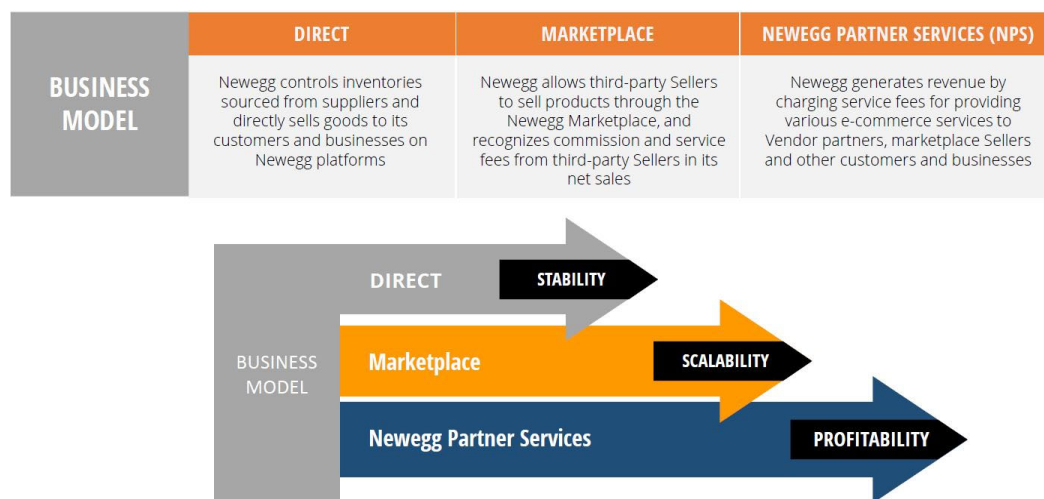 DIRECT
MARKETPLACE
NEWEGG PARTNER SERVICES (NPS)
BUSINESS
MODEL
Newegg controls inventories
sourced from suppliers and
directly sells goods to its
customers and businesses on
Newegg platforms
Newegg allows third-party Sellers
to sell products through the
Newegg Marketplace, and
recognizes commission and service
fees from third-party Sellers in its
net sales
Newegg generates revenue by
charging service fees for providing
various e-commerce services to
Vendor partners, marketplace Sellers
and other customers and businesses
DIRECT
STABILITY
BUSINESS
MODEL
Marketplace
SCALABILITY
Newegg Partner Services
PROFITABILITY